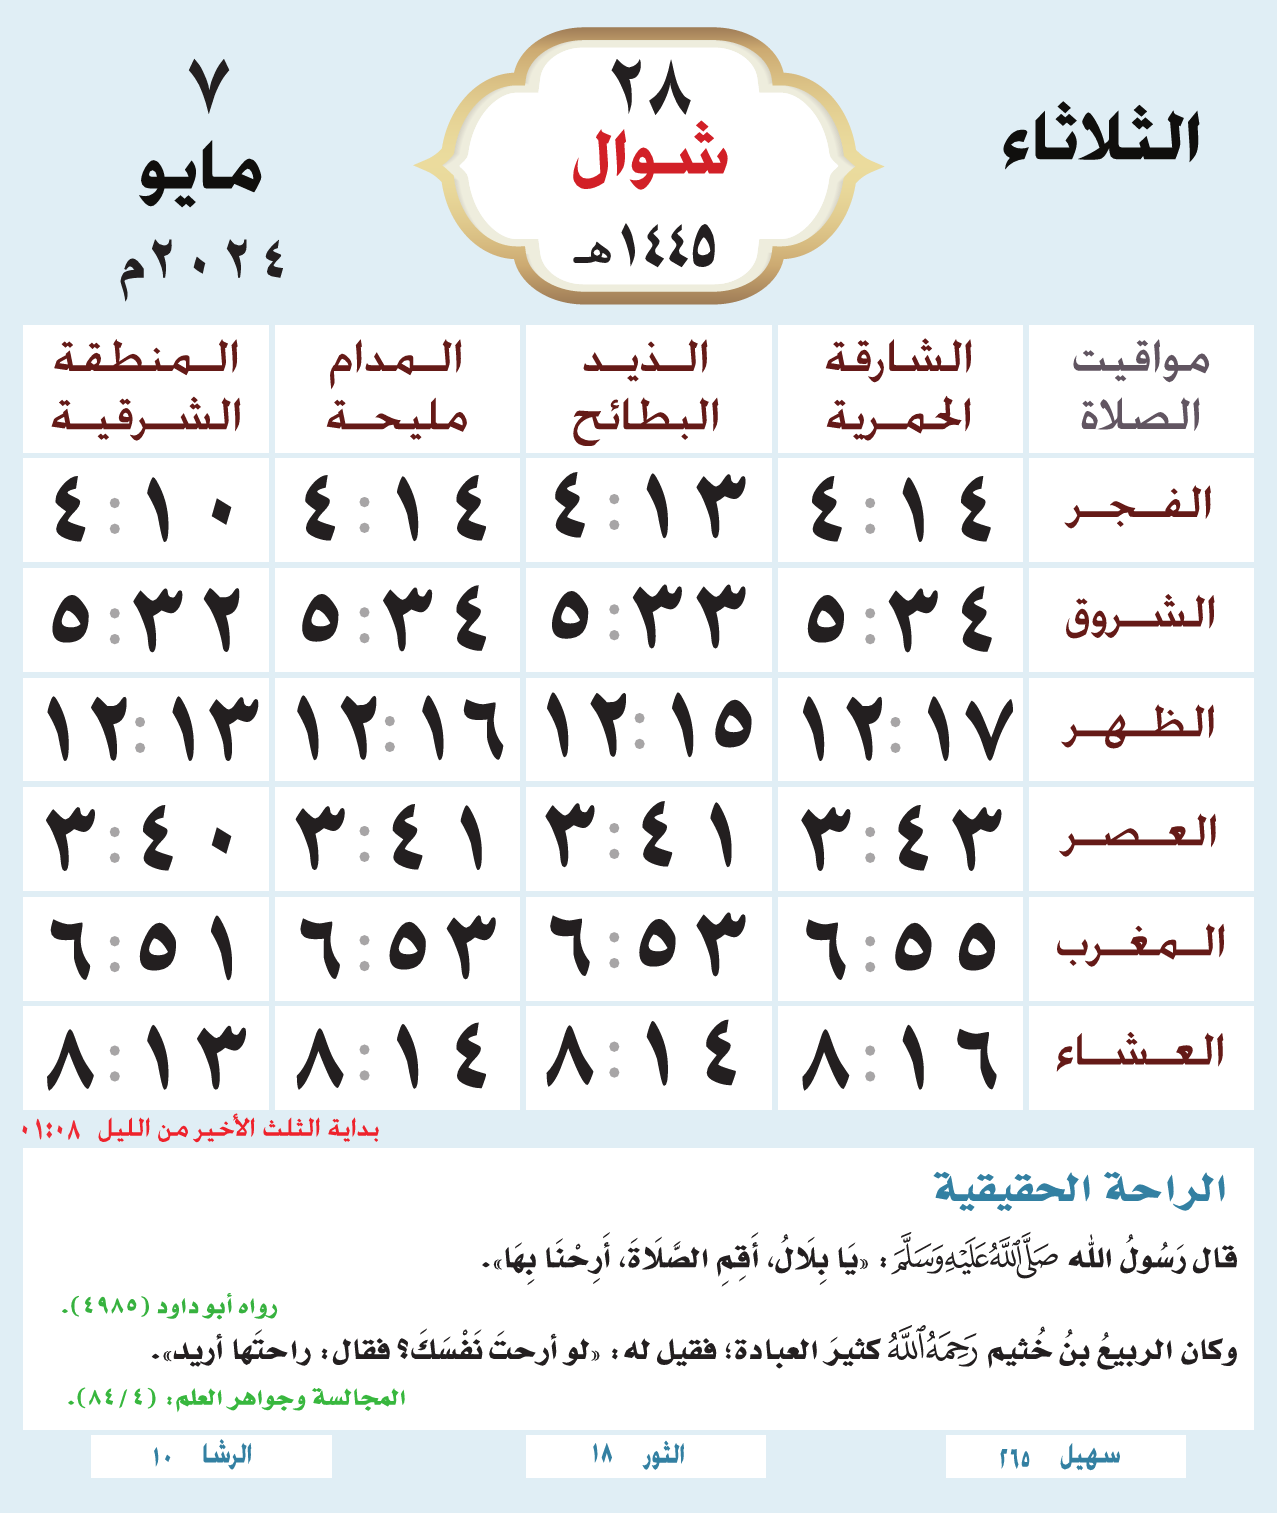 الثلاثاء
٢٨
شوال
١٤٤٥هـ
٧
مايو
٢٠٢٤م
مواقيت الصلاة	الشارقة الحمرية	الذيد البطائح	المدام مليحة	المنطقة الشرقية
الفجر	٤:١٤	٤:١٣	٤:١٤	٤:١٠
الشروق	٥:٣٤	٥:٣٣	٥:٣٤	٥:٣٢
الظهر	١٢:١٧	١٢:١٥	١٢:١٦	١٢:١٣
العصر	٣:٤٣	٣:٤١	٣:٤١	٣:٤٠
المغرب	٦:٥٥	٦:٥٣	٦:٥٣	٦:٥١
العشاء	٨:١٦	٨:١٤	٨:١٤	٨:١٣
بداية الثلث الأخير من الليل ٠١:٠٨
الراحة الحقيقية
قال رَسُولُ الله صَلَّى اللَّهُ عَلَيْهِ وَسَلَّمَ: «يَا بِلَالُ، أَقِمِ الصَّلَاةَ، أَرِحْنَا بِهَا».
رواه أبو داود (٤٩٨٥).
وكان الربيعُ بنُ خُثيم رَحِمَهُ اللَّهُ كثيرَ العبادة؛ فقيل له: «لو أرحتَ نَفْسَكَ؟ فقال: راحتَها أريد».
المجالسة وجواهر العلم: (٨٤/٤).
سهيل ٢٦٥	الثور ١٨	الرشا ١٠